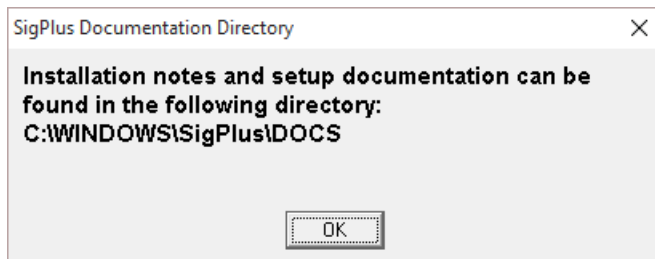 SigPlus Documentation Directory
Installation notes and setup documentation can be
found in the following directory:
C:\WINDOWS\SigPlus\DOCS
OK